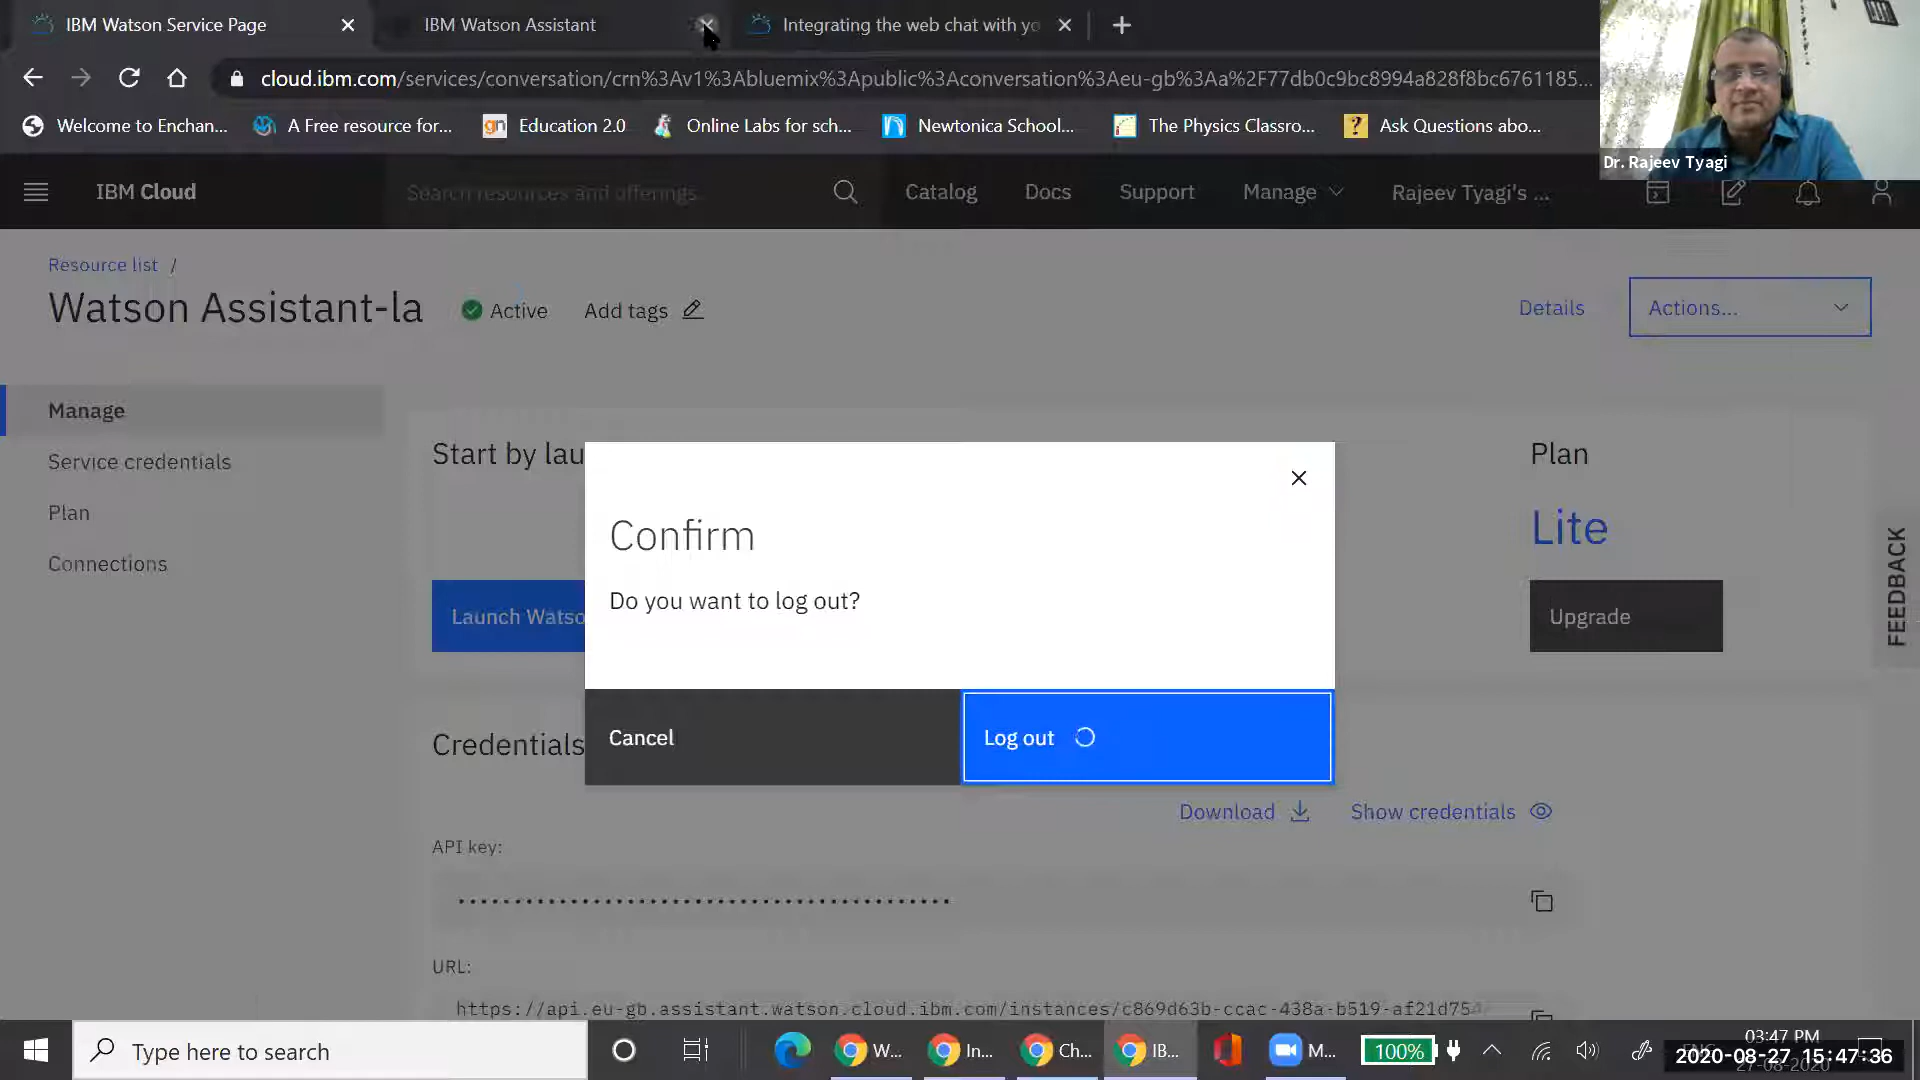 IBM Watson Service Page
IBM Watson Assistant
Integrating the web chat with yo
cloud.ibm.com/services/conversation/crn%3Av1%3Abluemix%3Apublic%3Aconversation%3Aeu-gb%3Aa%2F77db0c9bc8994a828f8bc6761185...
Welcome to Enchan...
A Free resource for...
gn Education 2.0
Online Labs for sch...
Newtonica School...
The Physics Classro...
? Ask Questions abo...
Dr. Rajeev Tyagi
IBM Cloud
Search resources and offerings...
Catalog
Docs
Support
Manage
Rajeev Tyagi's ...
Resource list /
Watson Assistant-la
Active
Add tags
Details
Actions...
Manage
Service credentials
Plan
Connections
Start by lau
Plan
Lite
Launch Watso
Upgrade
FEEDBACK
Confirm
Do you want to log out?
Cancel
Log out
Credentials
Download
Show credentials
API key:
URL:
https://api.eu-gb.assistant.watson.cloud.ibm.com/instances/c869d63b-ccac-438a-b519-af21d754
Type here to search
W...
In...
Ch...
IB...
M...
100%
03:47 PM
2020-08-27 15:47:36
27-08-2020